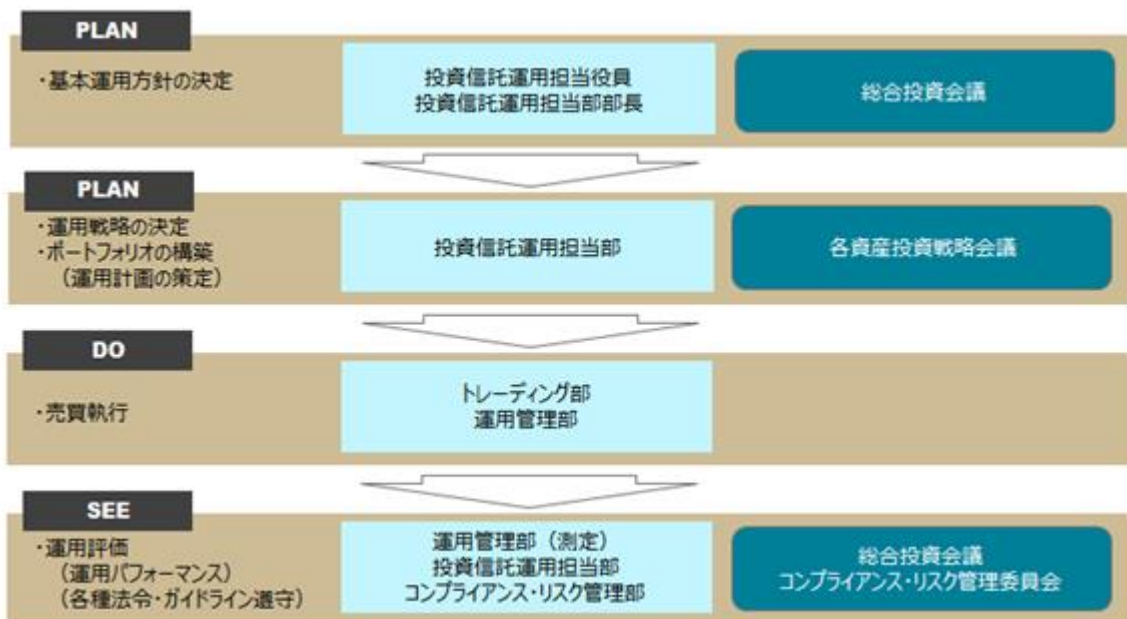 PLAN
・基本運用方針の決定
投資信託運用担当役員
投資信託運用担当部部長
総合投資会議
PLAN
・運用戦略の決定
・ポートフォリオの構築
（運用計画の策定）
投資信託運用担当部
各資産投資戦略会議
DO
・売買執行
トレーディング部
運用管理部
SEE
・運用評価
（運用パフォーマンス）
（各種法令・ガイドライン遵守）
運用管理部（測定）
投資信託運用担当部
コンプライアンス・リスク管理部
総合投資会議
コンプライアンス・リスク管理委員会